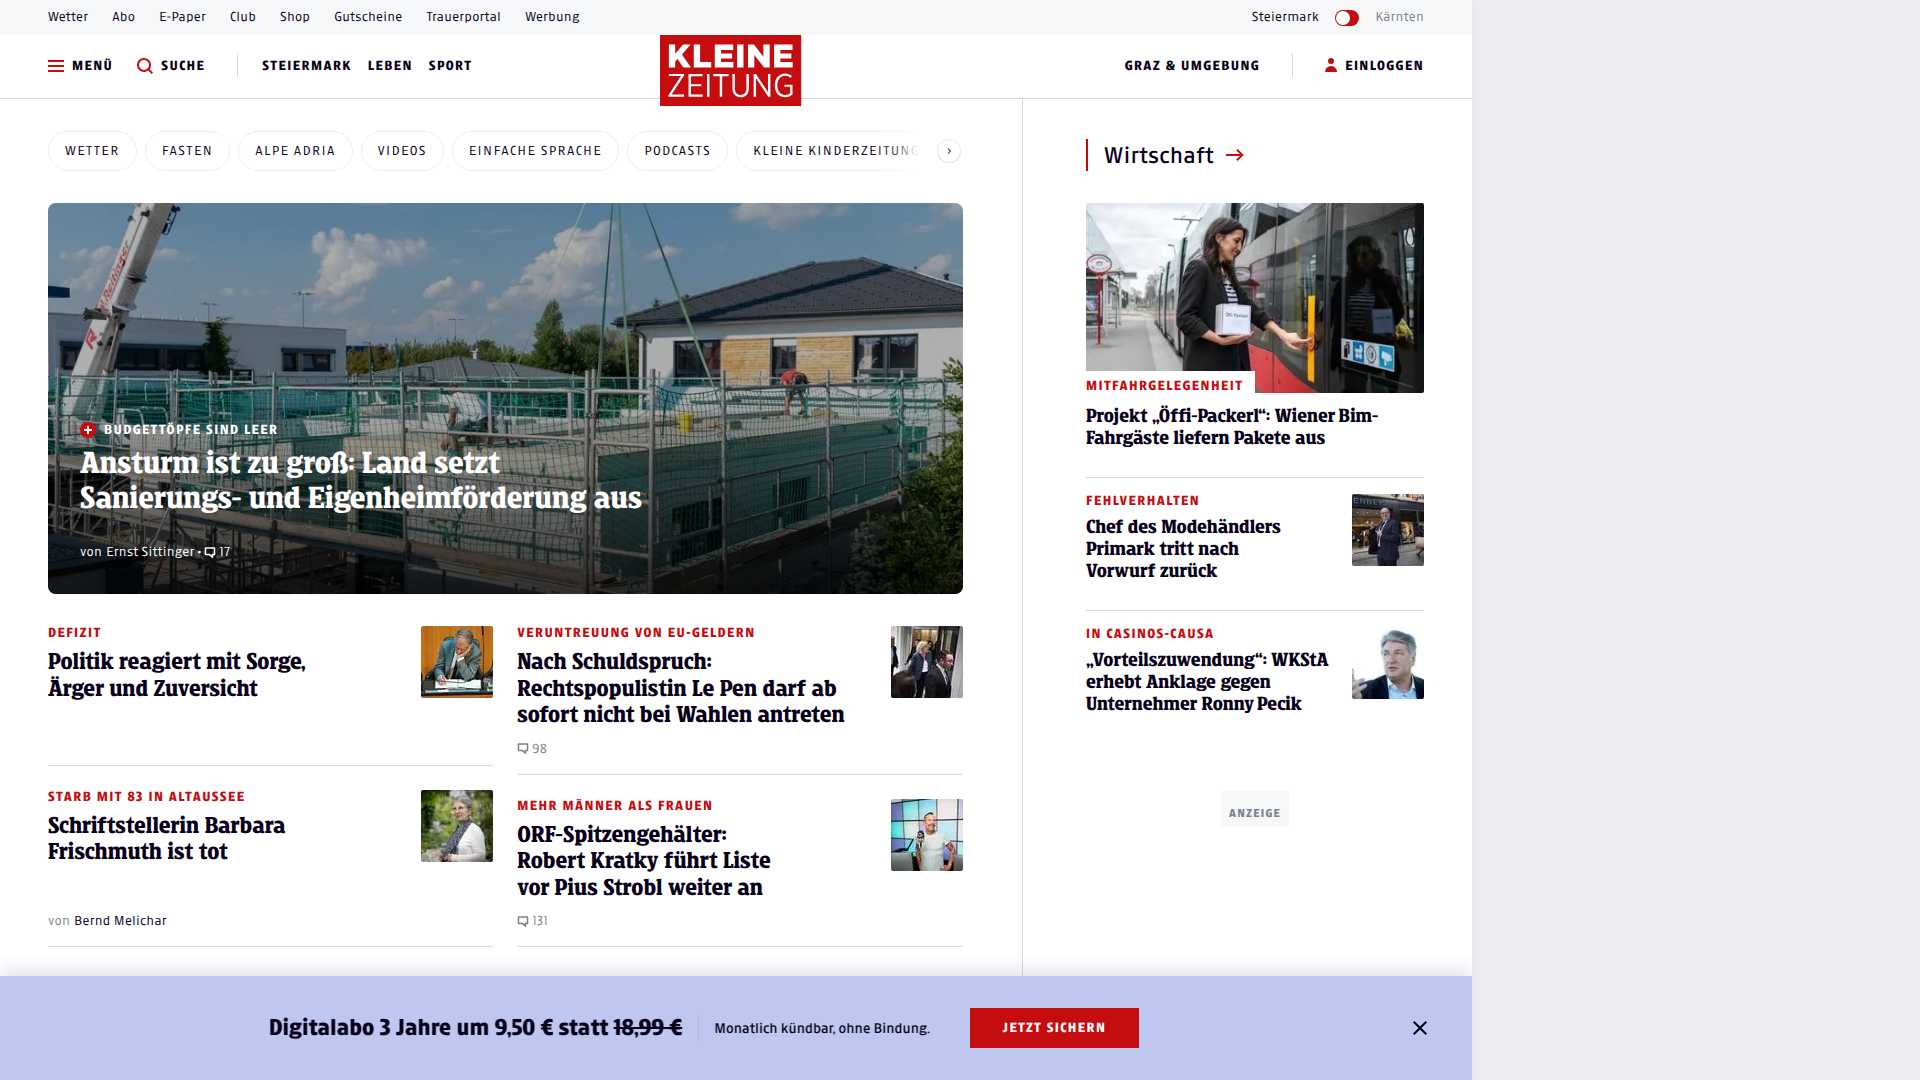 Wetter Abo E-Paper Club Shop Gutscheine Trauerportal Werbung Steiermark Kärnten
MENÜ SUCHE STEIERMARK LEBEN SPORT KLEINE ZEITUNG GRAZ & UMGEBUNG EINLOGGEN
WETTER FASTEN ALPE ADRIA VIDEOS EINFACHE SPRACHE PODCASTS KLEINE KINDERZEITUNG
BUDGETTÖPFE SIND LEER
Ansturm ist zu groß: Land setzt
Sanierungs- und Eigenheimförderung aus
von Ernst Sittinger • 17
DEFIZIT
Politik reagiert mit Sorge,
Ärger und Zuversicht
STARB MIT 83 IN ALTAUSSEE
Schriftstellerin Barbara
Frischmuth ist tot
von Bernd Melichar
VERUNTREUUNG VON EU-GELDERN
Nach Schuldspruch:
Rechtspopulistin Le Pen darf ab
sofort nicht bei Wahlen antreten
98
MEHR MÄNNER ALS FRAUEN
ORF-Spitzengehälter:
Robert Kratky führt Liste
vor Pius Strobl weiter an
131
Wirtschaft
MITFAHRGELEGENHEIT
Projekt „Öffi-Packerl“: Wiener Bim-
Fahrgäste liefern Pakete aus
FEHLVERHALTEN
Chef des Modehändlers
Primark tritt nach
Vorwurf zurück
IN CASINOS-CAUSA
„Vorteilszuwendung“: WKStA
erhebt Anklage gegen
Unternehmer Ronny Pecik
ANZEIGE
Digitalabo 3 Jahre um 9,50 € statt 18,99 € Monatlich kündbar, ohne Bindung. JETZT SICHERN